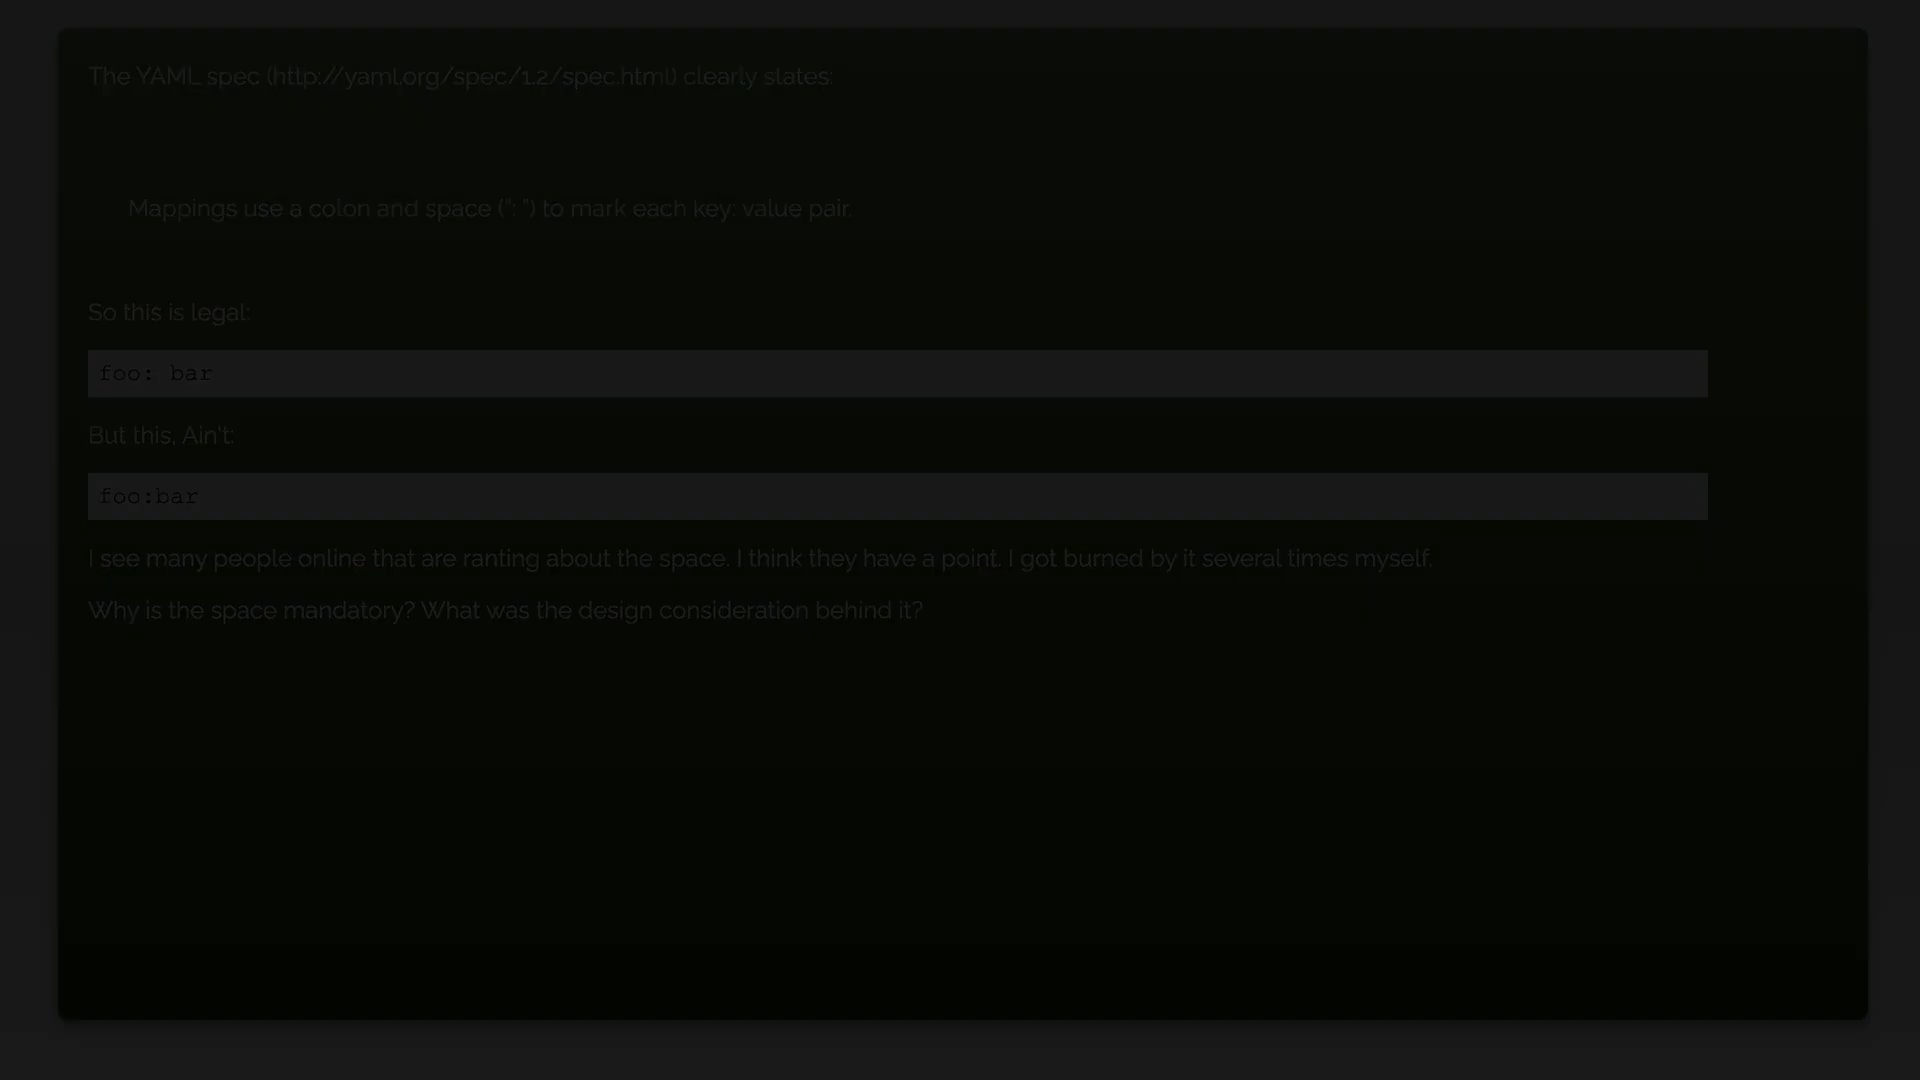 The YAML spec (http://yaml.org/spec/1.2/spec.html) clearly states:
Mappings use a colon and space (“: ”) to mark each key: value pair.
So this is legal:
foo: bar
But this, Ain't:
foo:bar
I see many people online that are ranting about the space. I think they have a point. I got burned by it several times myself.
Why is the space mandatory? What was the design consideration behind it?